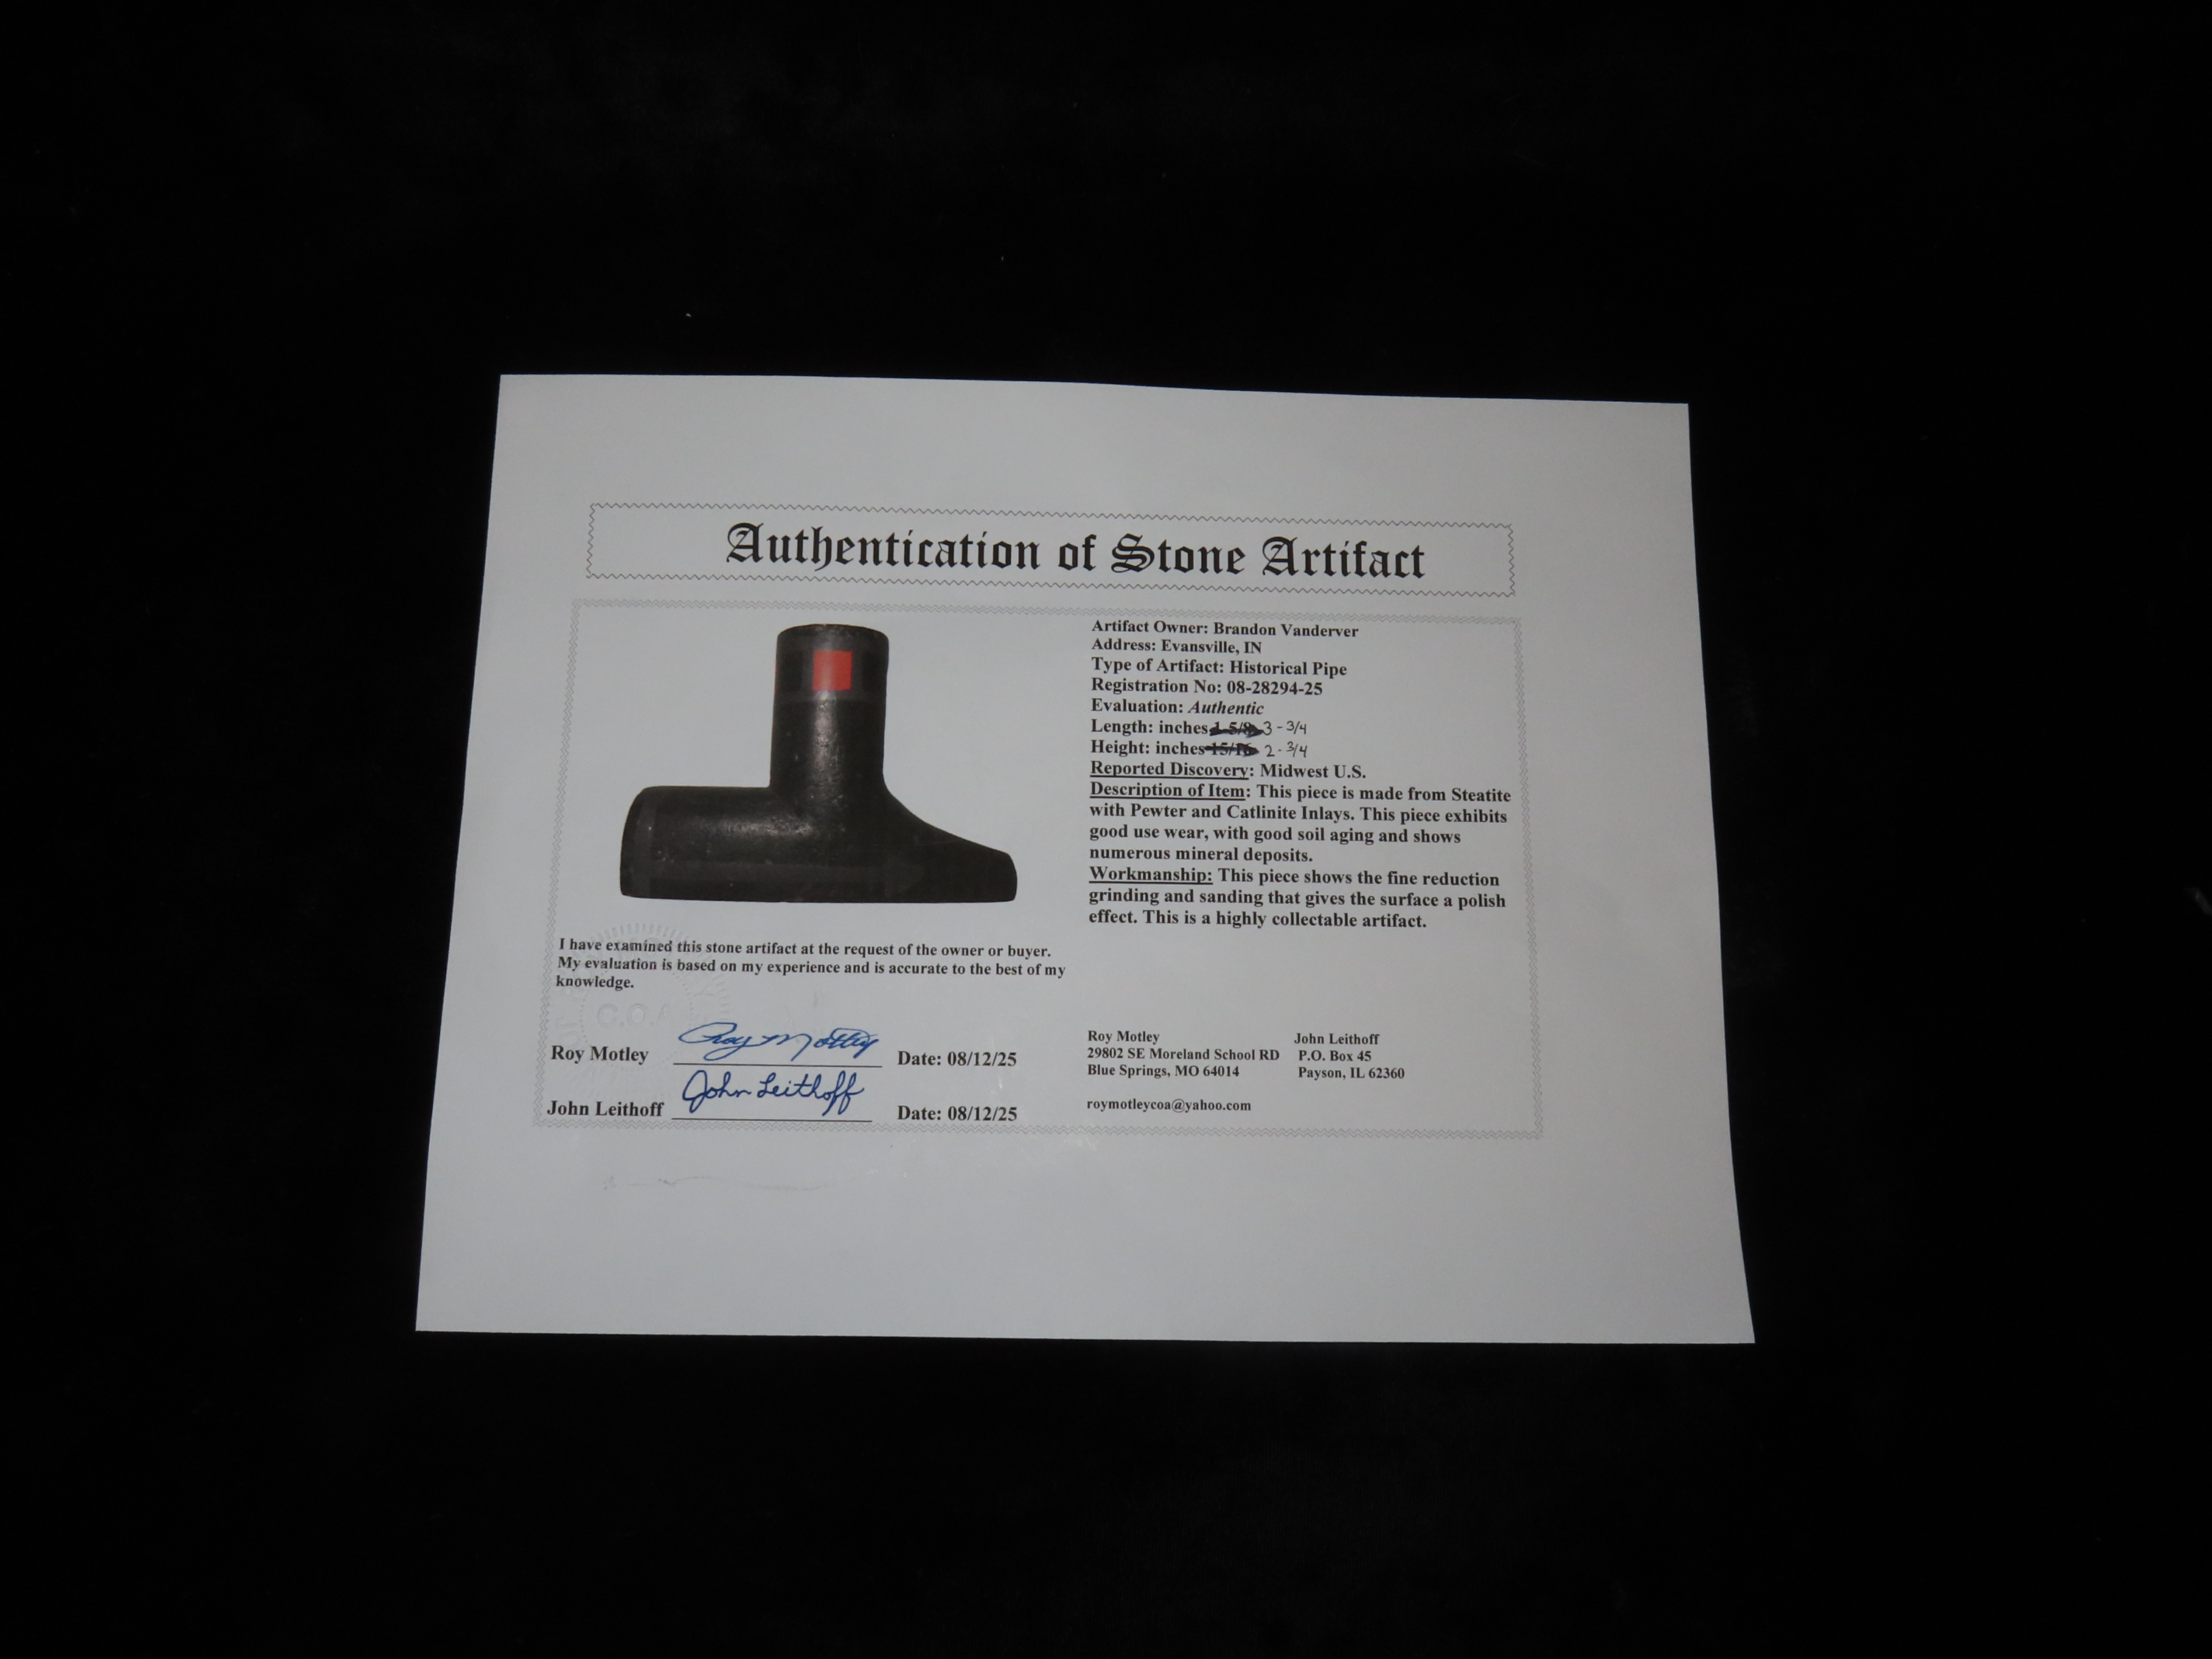 Authentication of Stone Artifact
Artifact Owner: Brandon Vanderver
Address: Evansville, IN
Type of Artifact: Historical Pipe
Registration No: 08-28294-25
Evaluation: Authentic
Length: inches 1-5/8 3-3/4
Height: inches 15/16 2-3/4
Reported Discovery: Midwest U.S.
Description of Item: This piece is made from Steatite
with Pewter and Catlinite Inlays. This piece exhibits
good use wear, with good soil aging and shows
numerous mineral deposits.
Workmanship: This piece shows the fine reduction
grinding and sanding that gives the surface a polish
effect. This is a highly collectable artifact.
I have examined this stone artifact at the request of the owner or buyer.
My evaluation is based on my experience and is accurate to the best of my
knowledge.
C.O.A
Roy Motley Roy Motley Date: 08/12/25
John Leithoff John Leithoff Date: 08/12/25
Roy Motley
29802 SE Moreland School RD
Blue Springs, MO 64014
roymotleycoa@yahoo.com
John Leithoff
P.O. Box 45
Payson, IL 62360